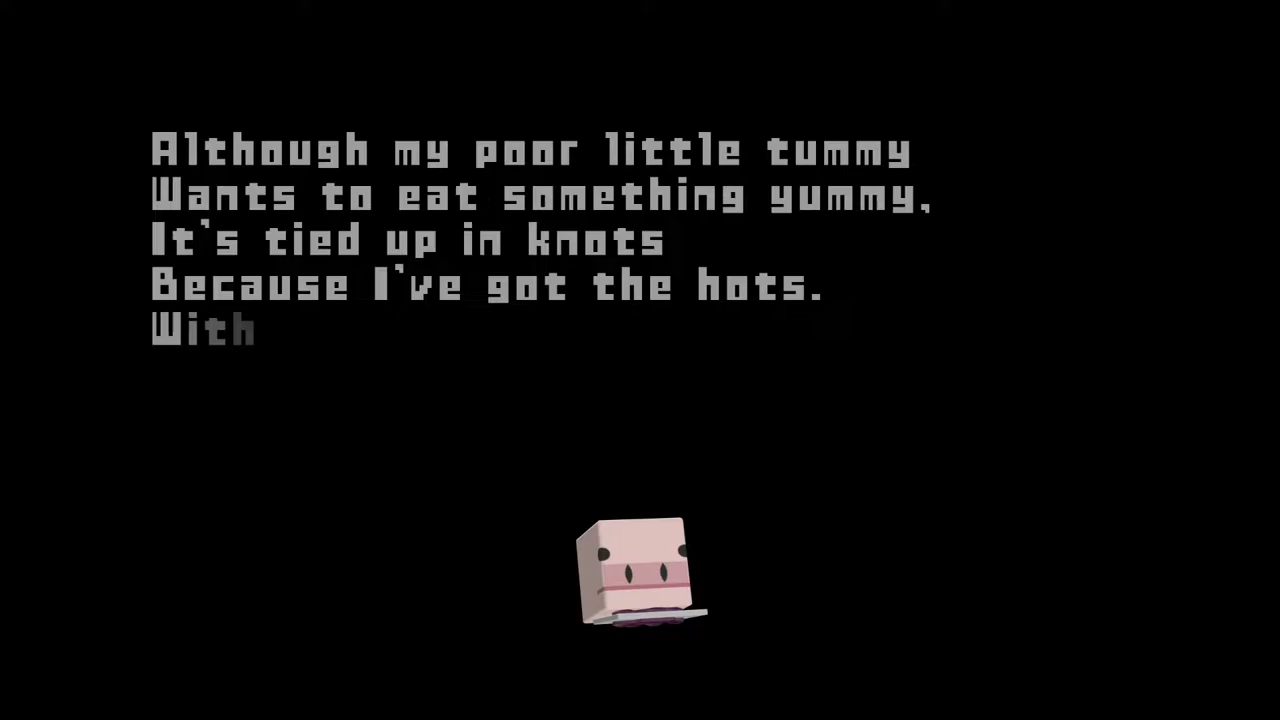 Although my poor little tummy
Wants to eat something yummy,
It's tied up in knots
Because I've got the hots.
With